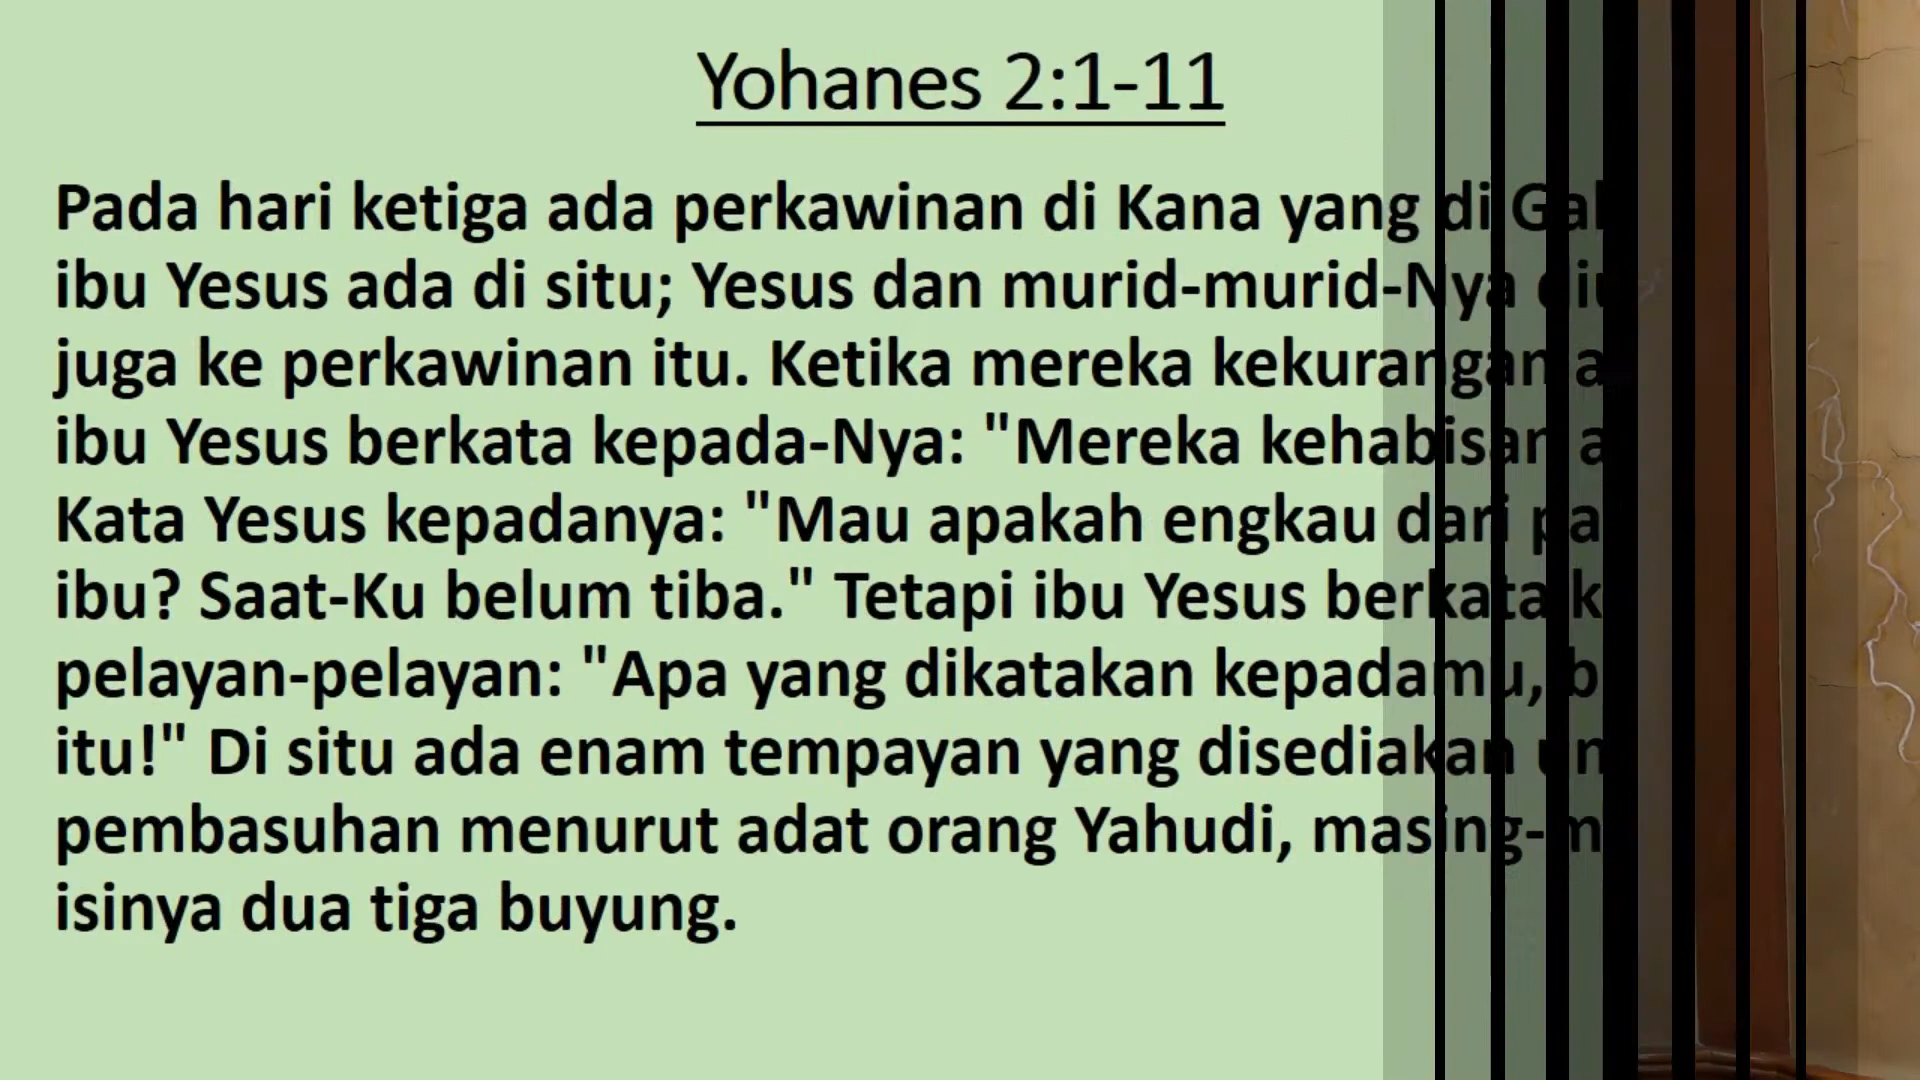 Yohanes 2:1-11
Pada hari ketiga ada perkawinan di Kana yang di
ibu Yesus ada di situ; Yesus dan murid-murid-Nya
juga ke perkawinan itu. Ketika mereka kekurangan
ibu Yesus berkata kepada-Nya: "Mereka kehabisan
Kata Yesus kepadanya: "Mau apakah engkau dari
ibu? Saat-Ku belum tiba." Tetapi ibu Yesus berkata
pelayan-pelayan: "Apa yang dikatakan kepadamu,
itu!" Di situ ada enam tempayan yang disediakan
pembasuhan menurut adat orang Yahudi,
isinya dua tiga buyung.